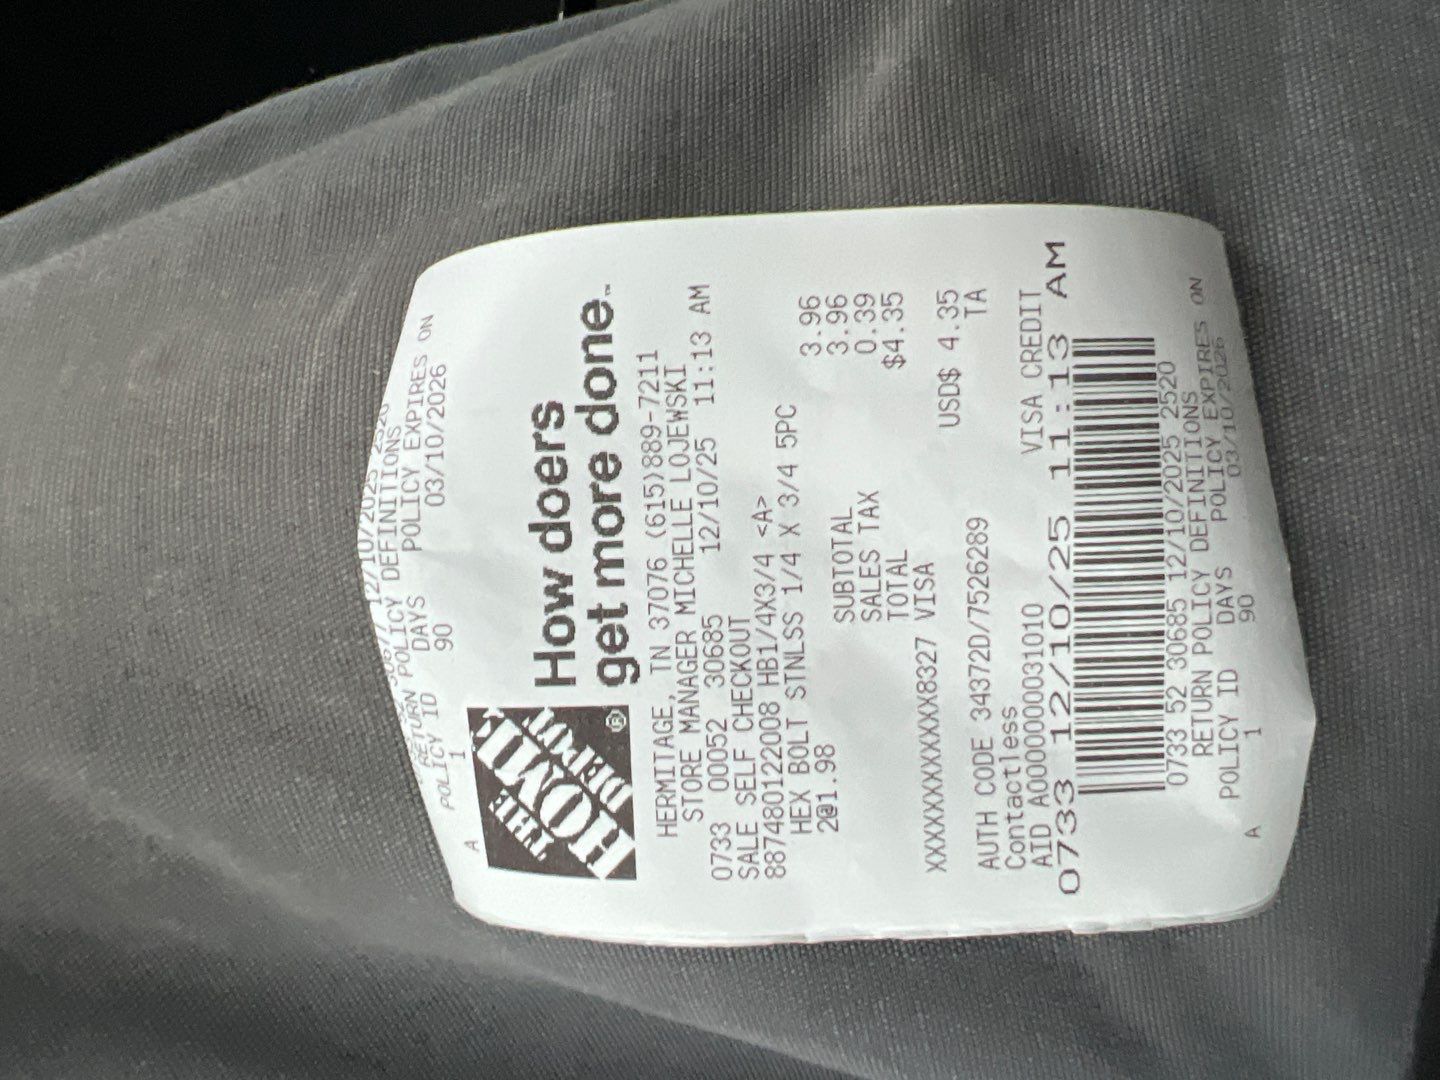 12/10/2025 2520
RETURN POLICY DEFINITIONS
POLICY ID DAYS POLICY EXPIRES ON
A 1 90 03/10/2026
THE HOME DEPOT ®
How doers
get more done.™
HERMITAGE, TN 37076 (615)889-7211
STORE MANAGER MICHELLE LOJEWSKI
0733 00052 30685 12/10/25 11:13 AM
SALE SELF CHECKOUT
887480122008 HB1/4X3/4 <A>
HEX BOLT STNLSS 1/4 X 3/4 5PC
2@1.98 3.96
SUBTOTAL 3.96
SALES TAX 0.39
TOTAL $4.35
XXXXXXXXXXXX8327 VISA
USD$ 4.35
AUTH CODE 34372D/7526289 TA
Contactless
AID A0000000031010 VISA CREDIT
0733 12/10/25 11:13 AM
0733 52 30685 12/10/2025 2520
RETURN POLICY DEFINITIONS
POLICY ID DAYS POLICY EXPIRES ON
A 1 90 03/10/2026